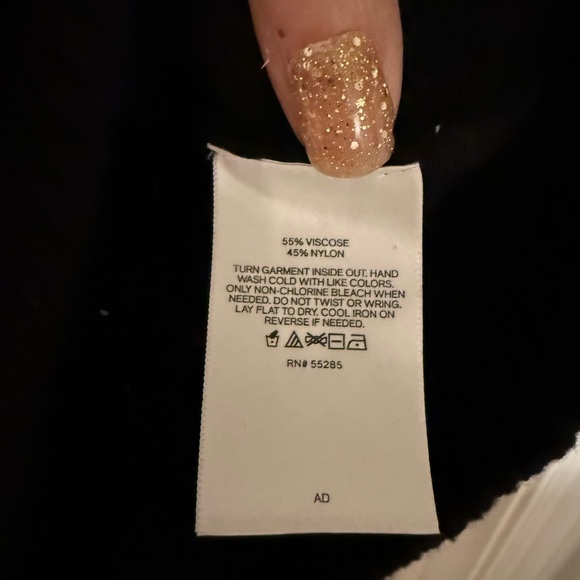 55% VISCOSE
45% NYLON
TURN GARMENT INSIDE OUT. HAND
WASH COLD WITH LIKE COLORS.
ONLY NON-CHLORINE BLEACH WHEN
NEEDED. DO NOT TWIST OR WRING.
LAY FLAT TO DRY. COOL IRON ON
REVERSE IF NEEDED.
RN# 55285
AD